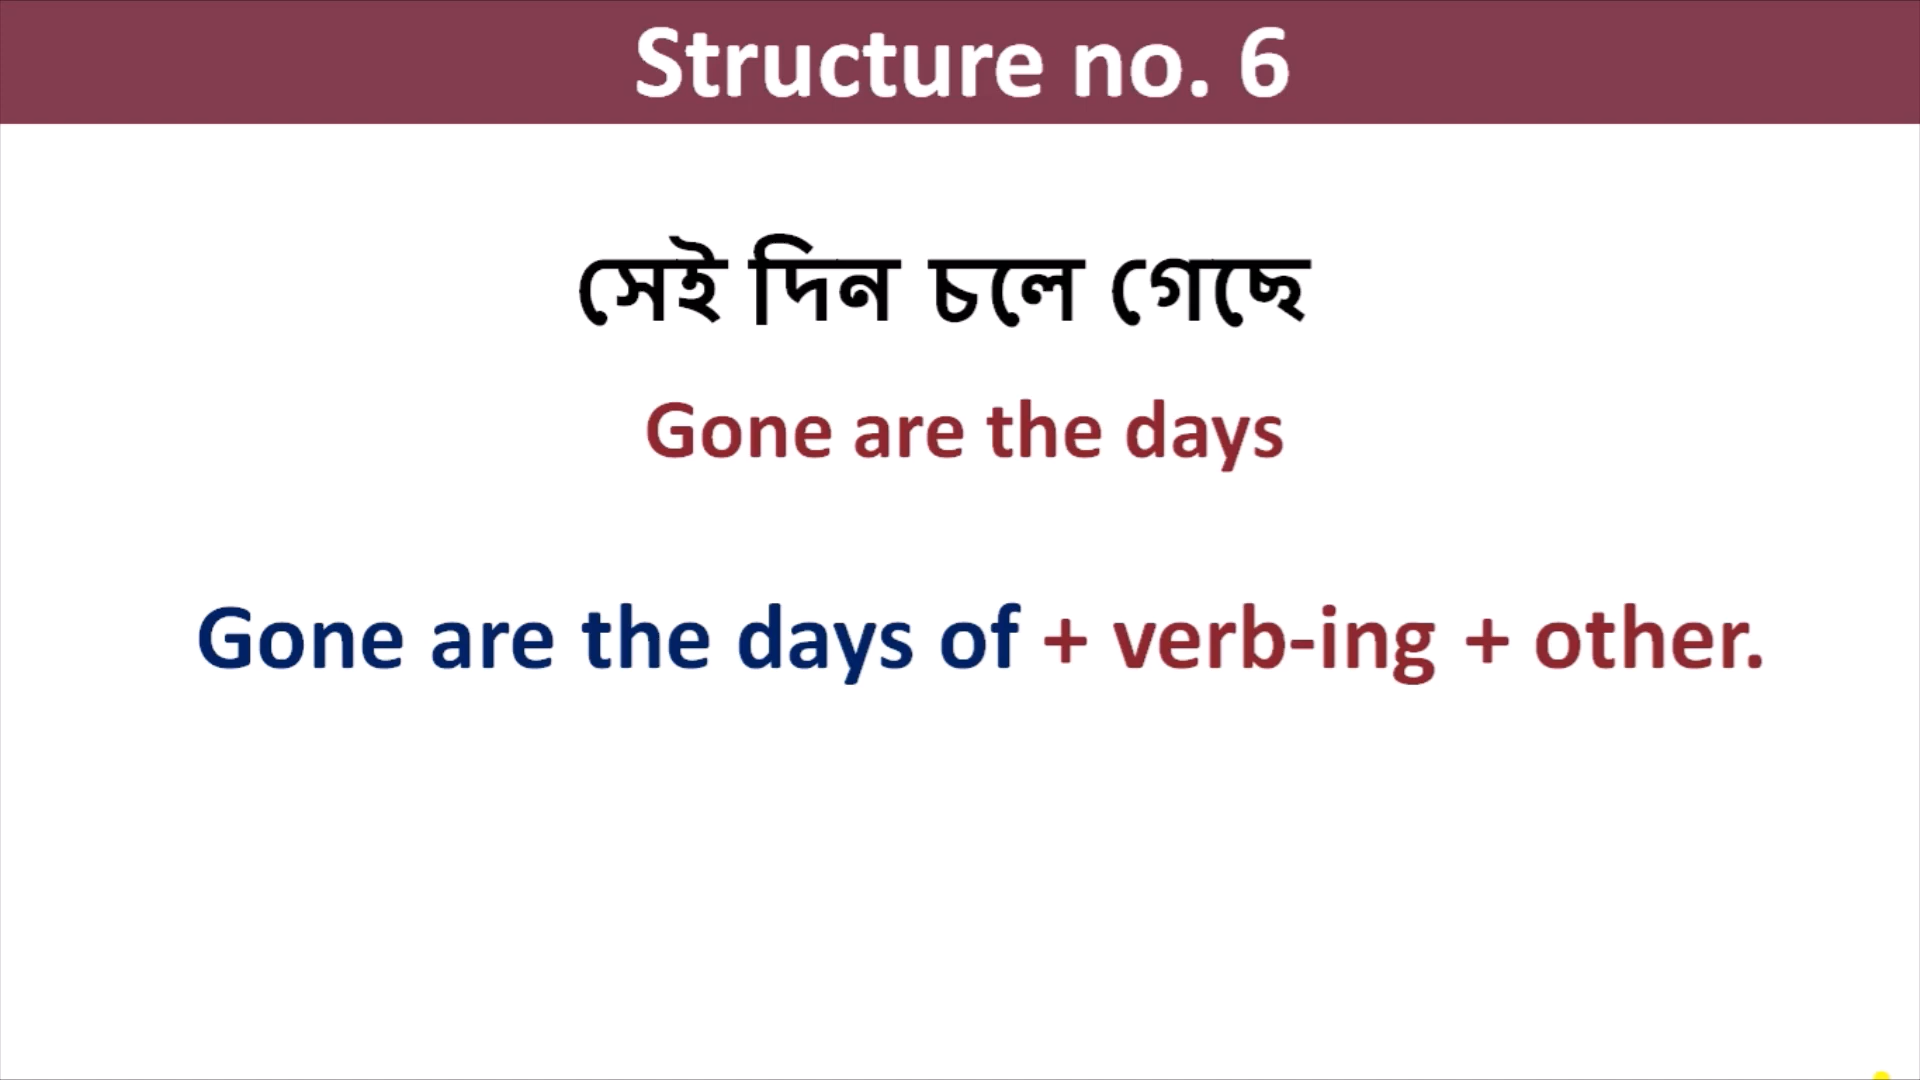 Structure no. 6
সেই দিন চলে গেছে
Gone are the days
Gone are the days of + verb-ing + other.